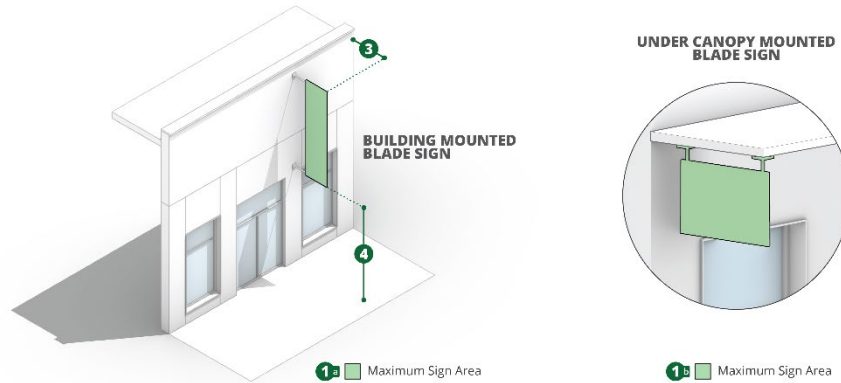 UNDER CANOPY MOUNTED
BLADE SIGN
3
BUILDING MOUNTED
BLADE SIGN
4
1a Maximum Sign Area
1b Maximum Sign Area